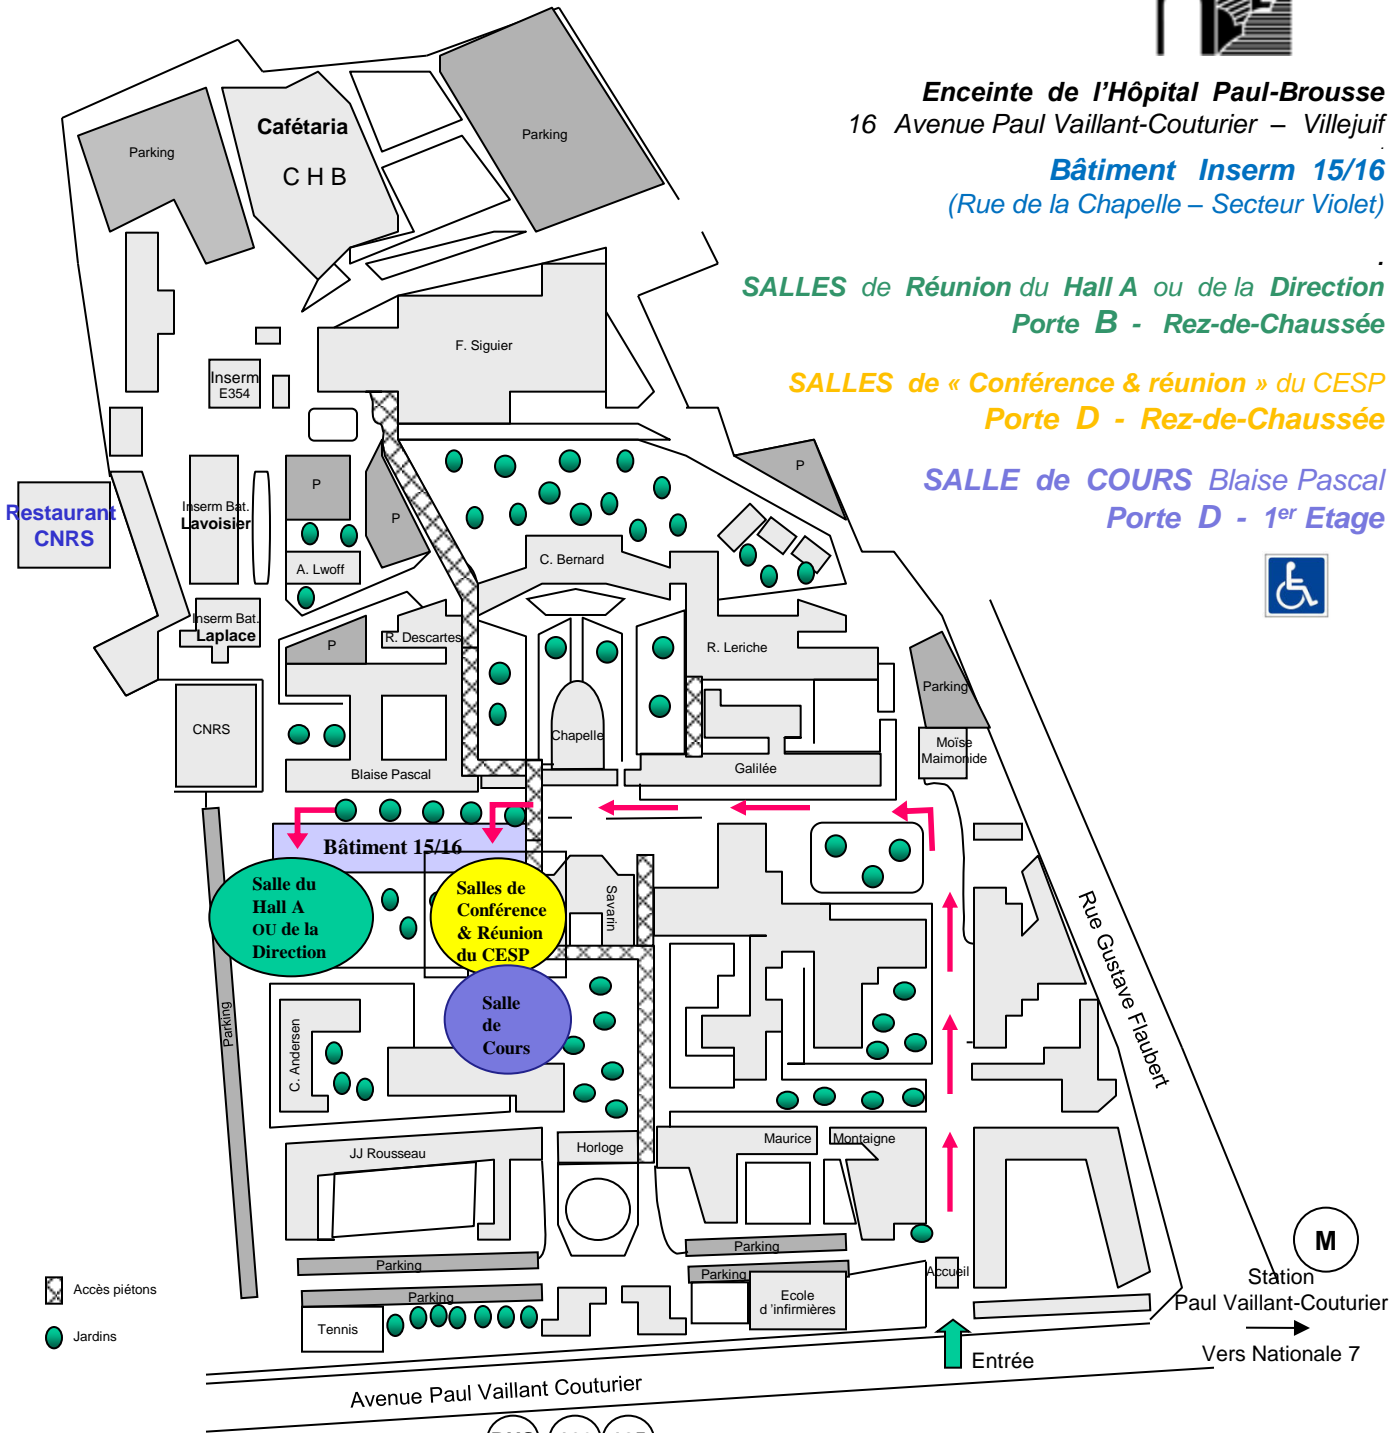 Enceinte de l'Hôpital Paul-Brousse
16 Avenue Paul Vaillant-Couturier – Villejuif
.
Bâtiment Inserm 15/16
(Rue de la Chapelle – Secteur Violet)
.
SALLES de Réunion du Hall A ou de la Direction
Porte B - Rez-de-Chaussée
SALLES de « Conférence & réunion » du CESP
Porte D - Rez-de-Chaussée
SALLE de COURS Blaise Pascal
Porte D - 1er Etage
Parking
Cafétaria
C H B
Parking
F. Siguier
Inserm
E354
P
P
P
Restaurant
CNRS
Inserm Bat.
Lavoisier
A. Lwoff
C. Bernard
Inserm Bat.
Laplace
P
R. Descartes
R. Leriche
Parking
CNRS
Chapelle
Moïse
Maimonide
Blaise Pascal
Galilée
Bâtiment 15/16
Salle du
Hall A
OU de la
Direction
Salles de
Conférence
& Réunion
du CESP
Savarin
Rue Gustave Flaubert
Salle
de
Cours
Parking
C. Andersen
JJ Rousseau
Horloge
Maurice
Montaigne
Parking
Parking
Parking
Parking
Accueil
Ecole
d 'infirmières
Tennis
Accès piétons
Jardins
M
Station
Paul Vaillant-Couturier
Vers Nationale 7
Entrée
Avenue Paul Vaillant Couturier